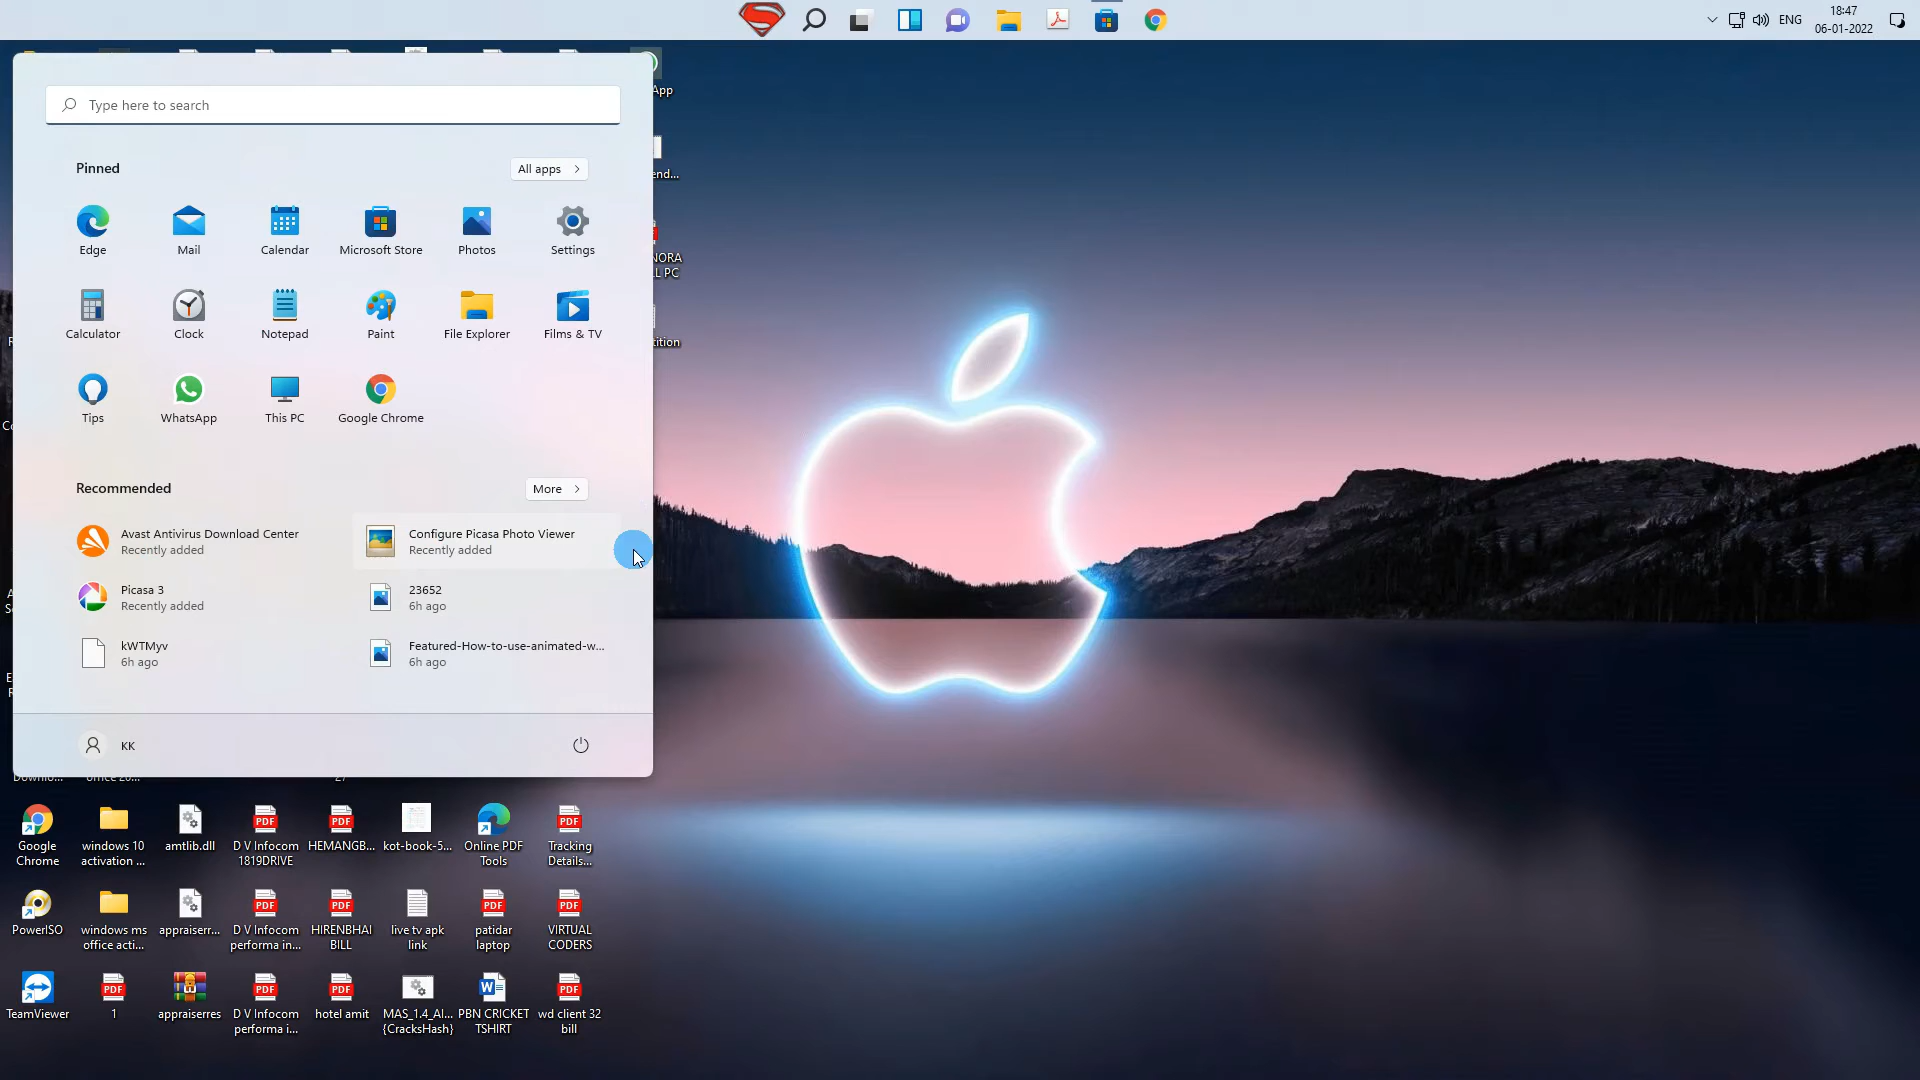 18:47
ENG
06-01-2022
App
Type here to search
Pinned
All apps
end...
Edge
Mail
Calendar
Microsoft Store
Photos
Settings
NORA
LL PC
Calculator
Clock
Notepad
Paint
File Explorer
Films & TV
ition
Tips
WhatsApp
This PC
Google Chrome
Recommended
More
Avast Antivirus Download Center
Recently added
Configure Picasa Photo Viewer
Recently added
Picasa 3
Recently added
23652
6h ago
kWTMyv
6h ago
Featured-How-to-use-animated-w...
6h ago
KK
Google
Chrome
windows 10
activation ...
amtlib.dll
D V Infocom
1819DRIVE
HEMANGB...
kot-book-5...
Online PDF
Tools
Tracking
Details...
PowerISO
windows ms
office acti...
appraiserr...
D V Infocom
performa in...
HIRENBHAI
BILL
live tv apk
link
patidar
laptop
VIRTUAL
CODERS
TeamViewer
1
appraiserres
D V Infocom
performa i...
hotel amit
MAS_1.4_AI...
{CracksHash}
PBN CRICKET
TSHIRT
wd client 32
bill